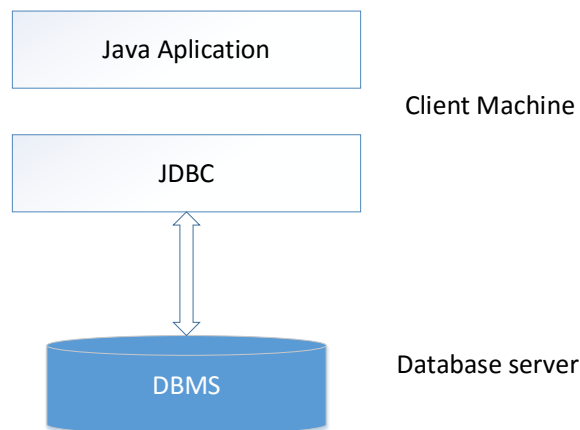 Java Aplication
Client Machine
JDBC
Database server
DBMS